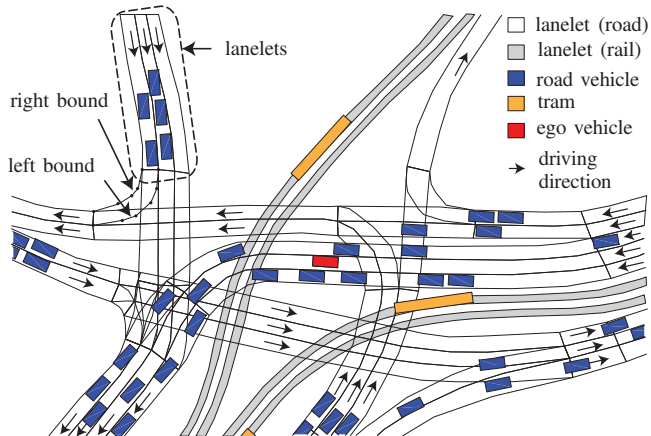 lanelets
right bound
left bound
lanelet (road)
lanelet (rail)
road vehicle
tram
ego vehicle
driving
direction